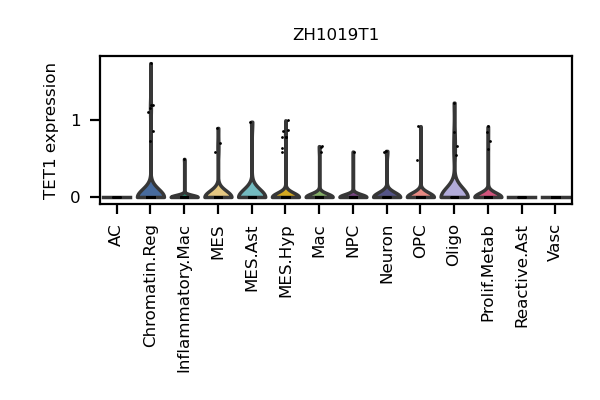 ZH1019T1
TET1 expression
1
0
AC
Chromatin.Reg
Inflammatory.Mac
MES
MES.Ast
MES.Hyp
Mac
NPC
Neuron
OPC
Oligo
Prolif.Metab
Reactive.Ast
Vasc